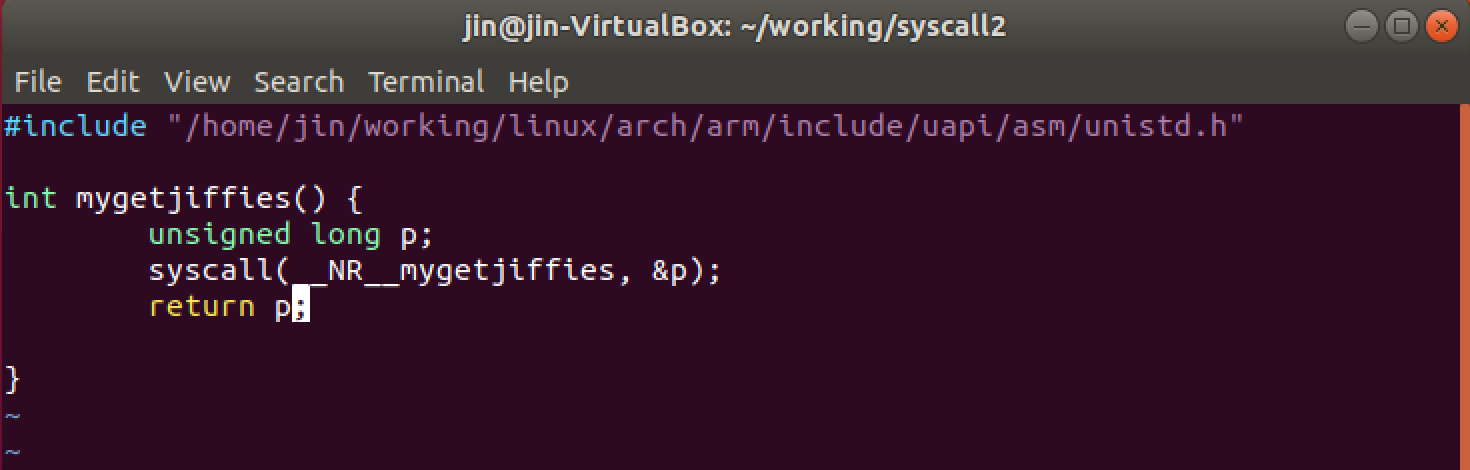 jin@jin-VirtualBox: ~/working/syscall2
File Edit View Search Terminal Help
#include "/home/jin/working/linux/arch/arm/include/uapi/asm/unistd.h"
int mygetjiffies() {
unsigned long p;
syscall(__NR__mygetjiffies, &p);
return p;
}
~
~